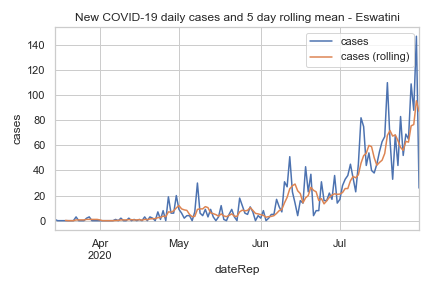 New COVID-19 daily cases and 5 day rolling mean - Eswatini
cases
cases (rolling)
140
120
100
80
60
40
20
0
cases
Apr
2020
May
Jun
Jul
dateRep